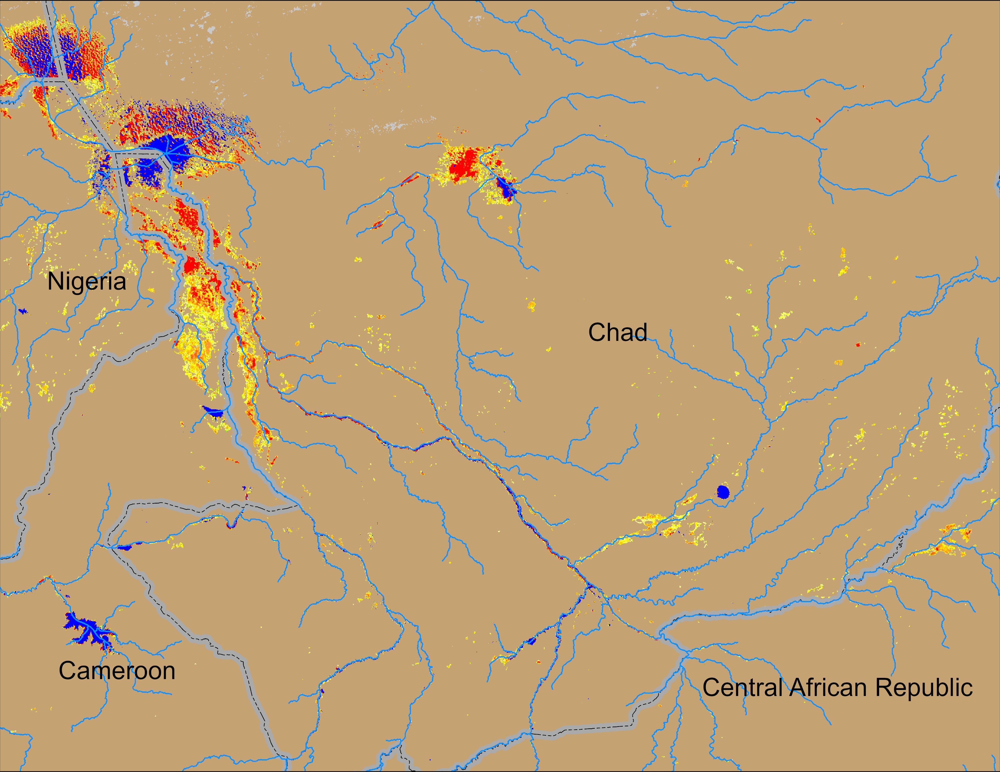 Nigeria
Chad
Cameroon
Central African Republic